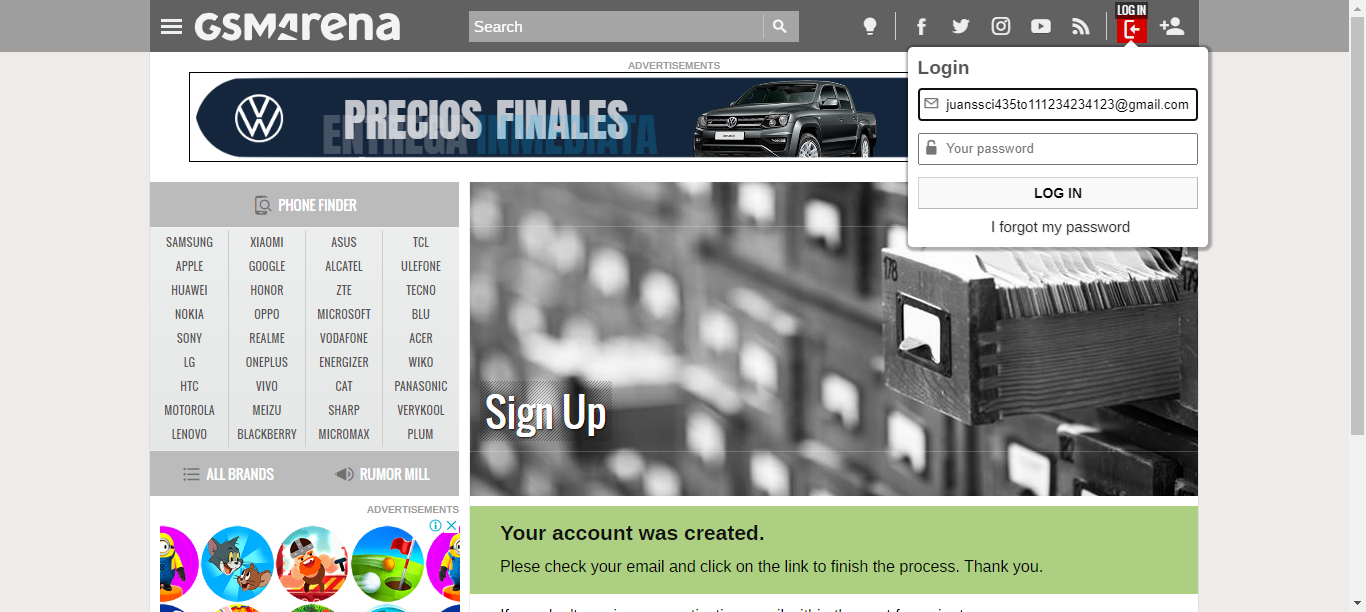 GSMArena
Search
LOG IN
ADVERTISEMENTS
PRECIOS FINALES
ENTREGA INMEDIATA
Login
juanssci435to111234234123@gmail.com
Your password
LOG IN
I forgot my password
PHONE FINDER
SAMSUNG XIAOMI ASUS TCL
APPLE GOOGLE ALCATEL ULEFONE
HUAWEI HONOR ZTE TECNO
NOKIA OPPO MICROSOFT BLU
SONY REALME VODAFONE ACER
LG ONEPLUS ENERGIZER WIKO
HTC VIVO CAT PANASONIC
MOTOROLA MEIZU SHARP VERYKOOL
LENOVO BLACKBERRY MICROMAX PLUM
ALL BRANDS RUMOR MILL
178
Sign Up
ADVERTISEMENTS
Your account was created.
Plese check your email and click on the link to finish the process. Thank you.